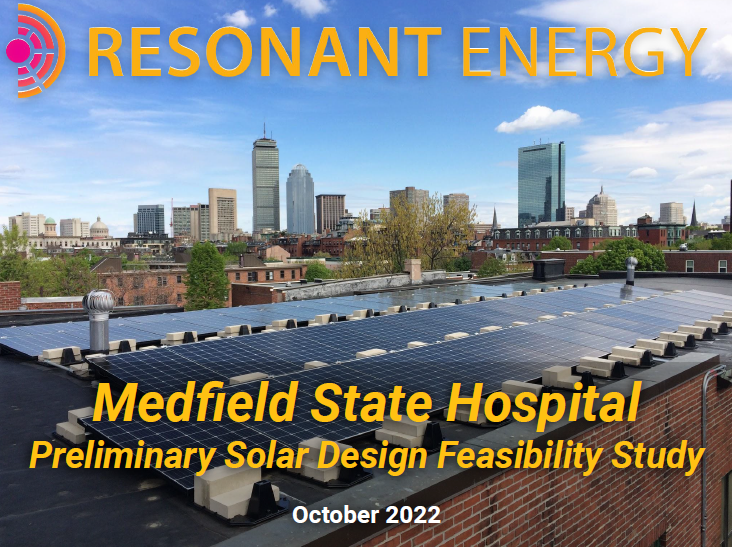 RESONANT ENERGY
Medfield State Hospital
Preliminary Solar Design Feasibility Study
October 2022